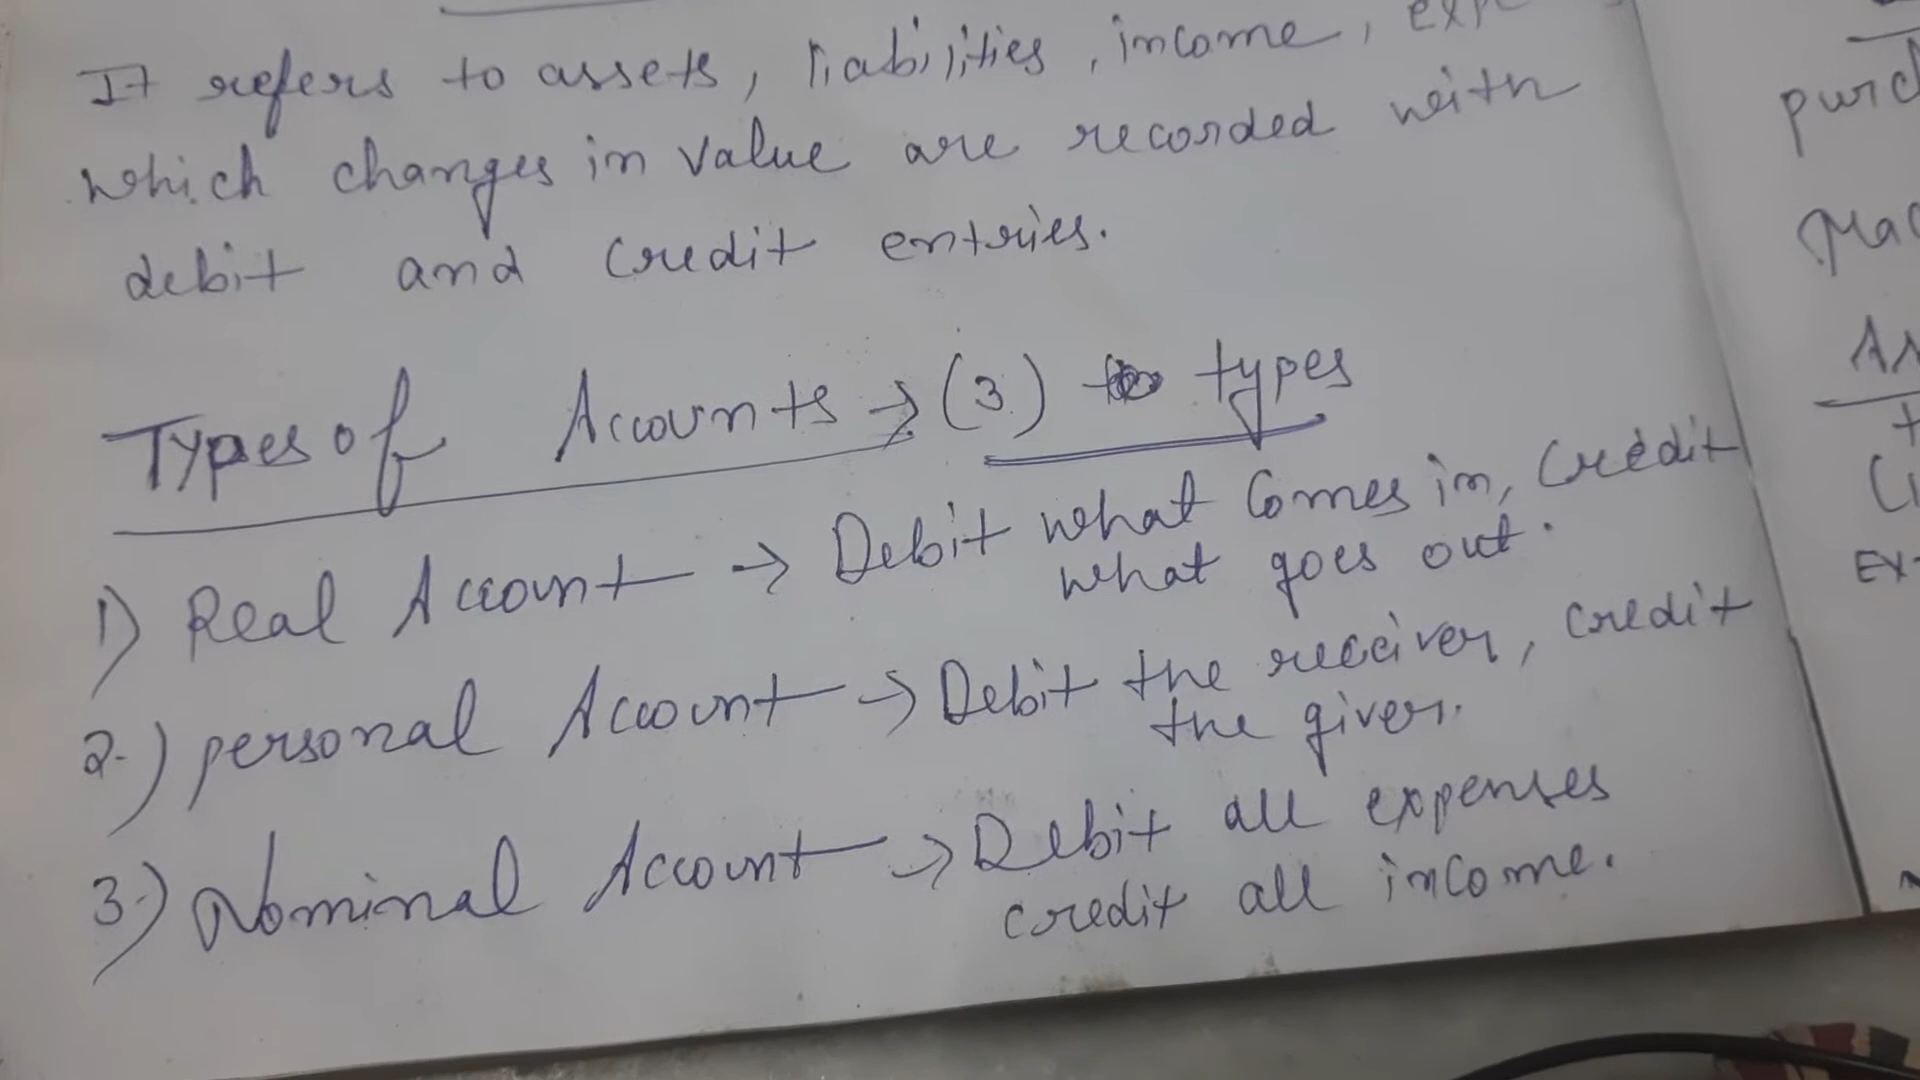 It refers to assets, liabilities, income,
which changes in value are recorded with
debit and credit entries.
Types of Accounts → (3) types
1) Real Account → Debit what comes in, Credit
what goes out.
2.) personal Account → Debit the receiver, credit
the giver.
3.) Nominal Account → Debit all expenses
credit all income.